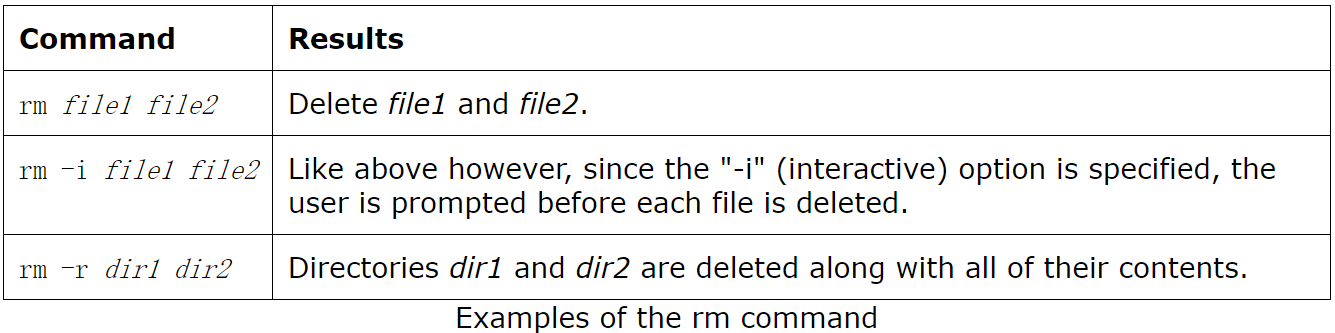 Command Results
rm file1 file2 Delete file1 and file2.
rm -i file1 file2 Like above however, since the "-i" (interactive) option is specified, the
user is prompted before each file is deleted.
rm -r dir1 dir2 Directories dir1 and dir2 are deleted along with all of their contents.
Examples of the rm command